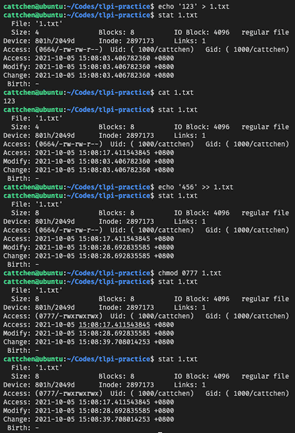 cattchen@ubuntu:~/Codes/tlpi-practice$ echo '123' > 1.txt
cattchen@ubuntu:~/Codes/tlpi-practice$ stat 1.txt
File: '1.txt'
Size: 4 Blocks: 8 IO Block: 4096 regular file
Device: 801h/2049d Inode: 2897173 Links: 1
Access: (0664/-rw-rw-r--) Uid: ( 1000/cattchen) Gid: ( 1000/cattchen)
Access: 2021-10-05 15:08:03.406782360 +0800
Modify: 2021-10-05 15:08:03.406782360 +0800
Change: 2021-10-05 15:08:03.406782360 +0800
Birth: -
cattchen@ubuntu:~/Codes/tlpi-practice$ cat 1.txt
123
cattchen@ubuntu:~/Codes/tlpi-practice$ stat 1.txt
File: '1.txt'
Size: 4 Blocks: 8 IO Block: 4096 regular file
Device: 801h/2049d Inode: 2897173 Links: 1
Access: (0664/-rw-rw-r--) Uid: ( 1000/cattchen) Gid: ( 1000/cattchen)
Access: 2021-10-05 15:08:17.411543845 +0800
Modify: 2021-10-05 15:08:03.406782360 +0800
Change: 2021-10-05 15:08:03.406782360 +0800
Birth: -
cattchen@ubuntu:~/Codes/tlpi-practice$ echo '456' >> 1.txt
cattchen@ubuntu:~/Codes/tlpi-practice$ stat 1.txt
File: '1.txt'
Size: 8 Blocks: 8 IO Block: 4096 regular file
Device: 801h/2049d Inode: 2897173 Links: 1
Access: (0664/-rw-rw-r--) Uid: ( 1000/cattchen) Gid: ( 1000/cattchen)
Access: 2021-10-05 15:08:17.411543845 +0800
Modify: 2021-10-05 15:08:28.692835585 +0800
Change: 2021-10-05 15:08:28.692835585 +0800
Birth: -
cattchen@ubuntu:~/Codes/tlpi-practice$ chmod 0777 1.txt
cattchen@ubuntu:~/Codes/tlpi-practice$ stat 1.txt
File: '1.txt'
Size: 8 Blocks: 8 IO Block: 4096 regular file
Device: 801h/2049d Inode: 2897173 Links: 1
Access: (0777/-rwxrwxrwx) Uid: ( 1000/cattchen) Gid: ( 1000/cattchen)
Access: 2021-10-05 15:08:17.411543845 +0800
Modify: 2021-10-05 15:08:28.692835585 +0800
Change: 2021-10-05 15:08:39.708014253 +0800
Birth: -
cattchen@ubuntu:~/Codes/tlpi-practice$ stat 1.txt
File: '1.txt'
Size: 8 Blocks: 8 IO Block: 4096 regular file
Device: 801h/2049d Inode: 2897173 Links: 1
Access: (0777/-rwxrwxrwx) Uid: ( 1000/cattchen) Gid: ( 1000/cattchen)
Access: 2021-10-05 15:08:17.411543845 +0800
Modify: 2021-10-05 15:08:28.692835585 +0800
Change: 2021-10-05 15:08:39.708014253 +0800
Birth: -